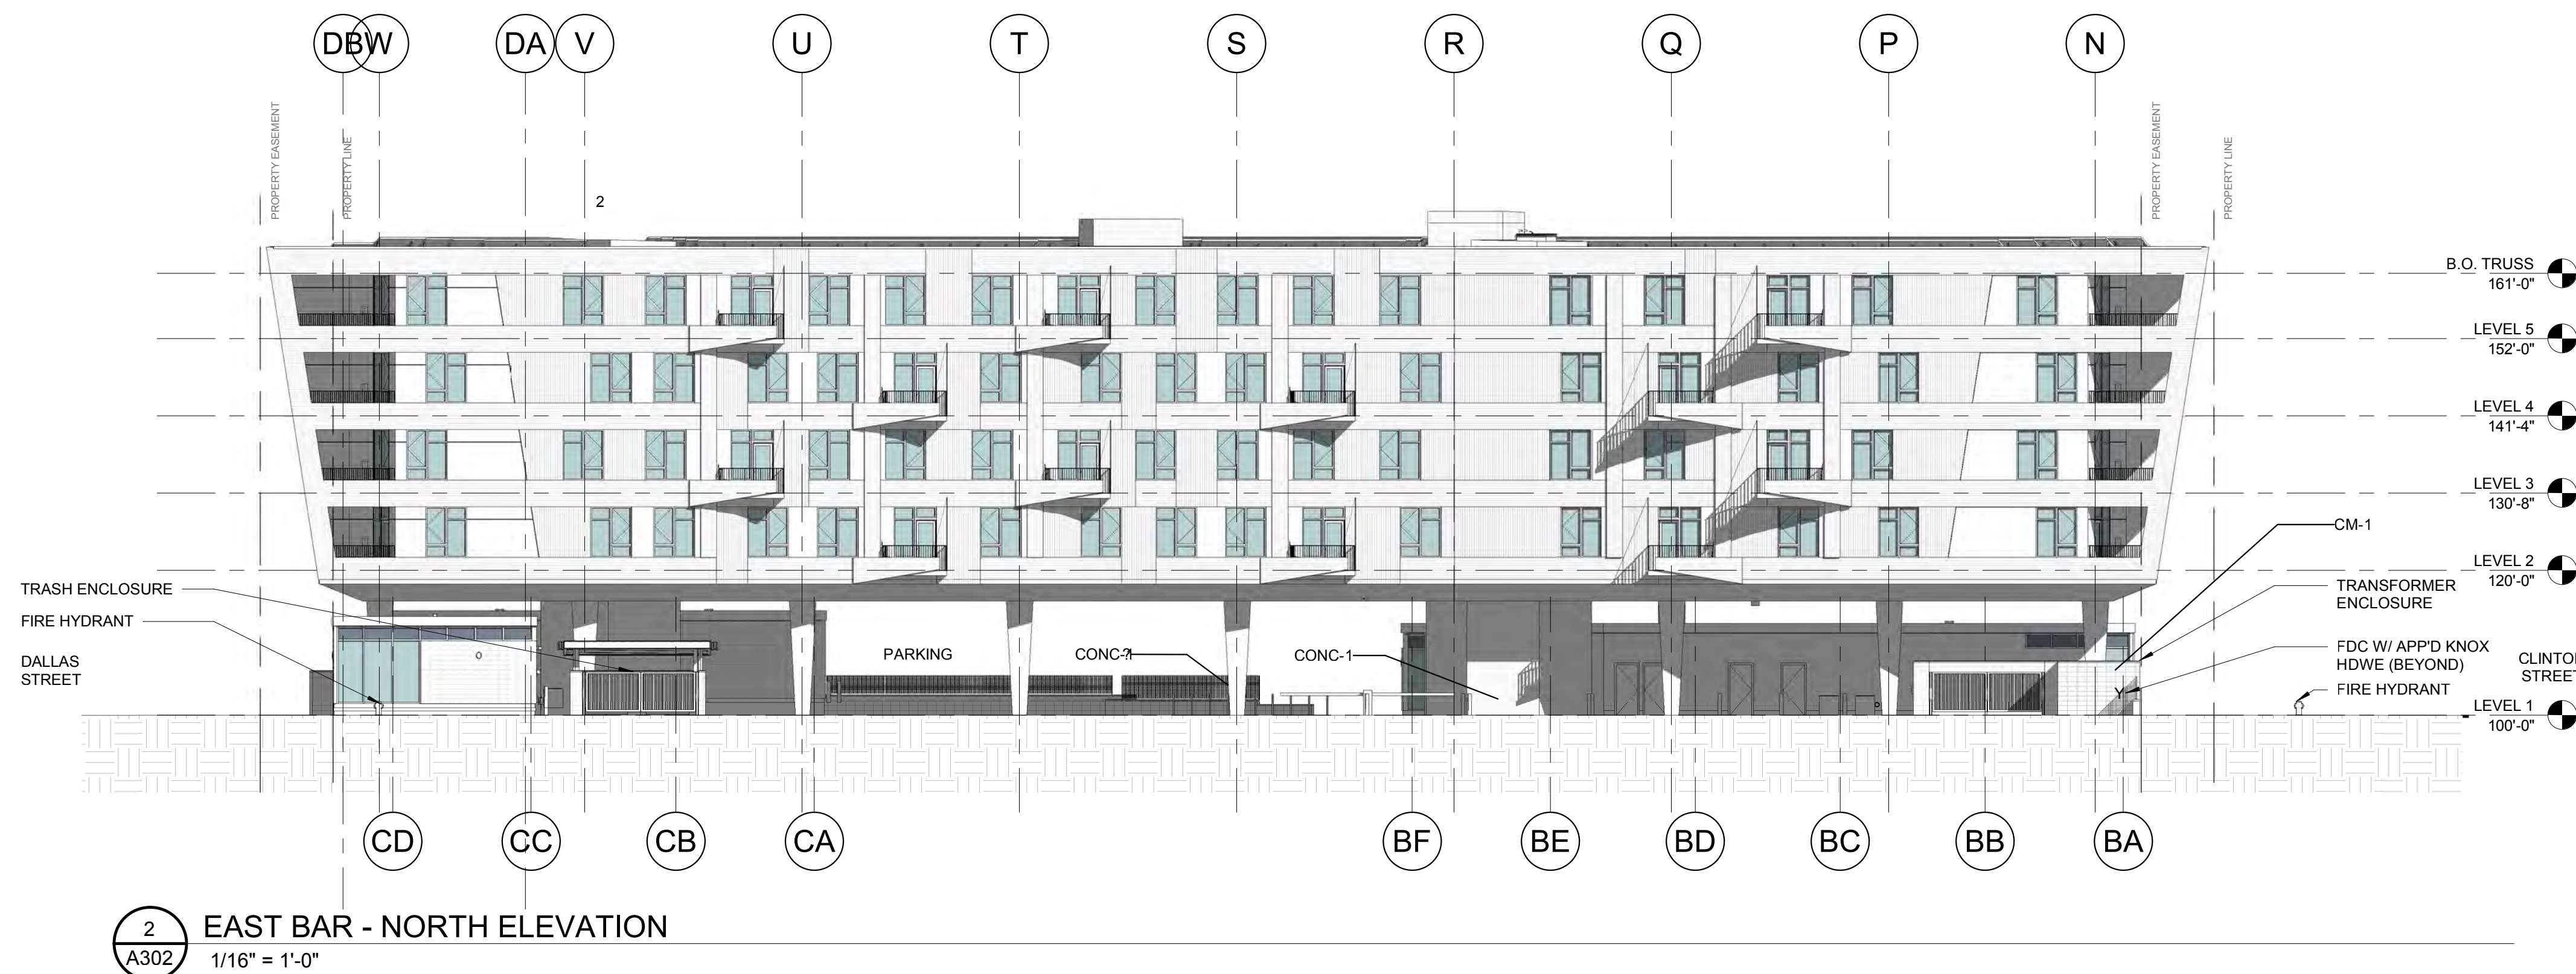 DB W DA V U T S R Q P N
PROPERTY EASEMENT
PROPERTY LINE
PROPERTY EASEMENT
PROPERTY LINE
2
B.O. TRUSS
161'-0"
LEVEL 5
152'-0"
LEVEL 4
141'-4"
LEVEL 3
130'-8"
CM-1
LEVEL 2
120'-0"
TRASH ENCLOSURE
FIRE HYDRANT
DALLAS
STREET
PARKING
CONC-1
TRANSFORMER
ENCLOSURE
FDC W/ APP'D KNOX
HDWE (BEYOND)
FIRE HYDRANT
CLINTON
STREET
LEVEL 1
100'-0"
CD CC CB CA BF BE BD BC BB BA
2
A302
EAST BAR - NORTH ELEVATION
1/16" = 1'-0"